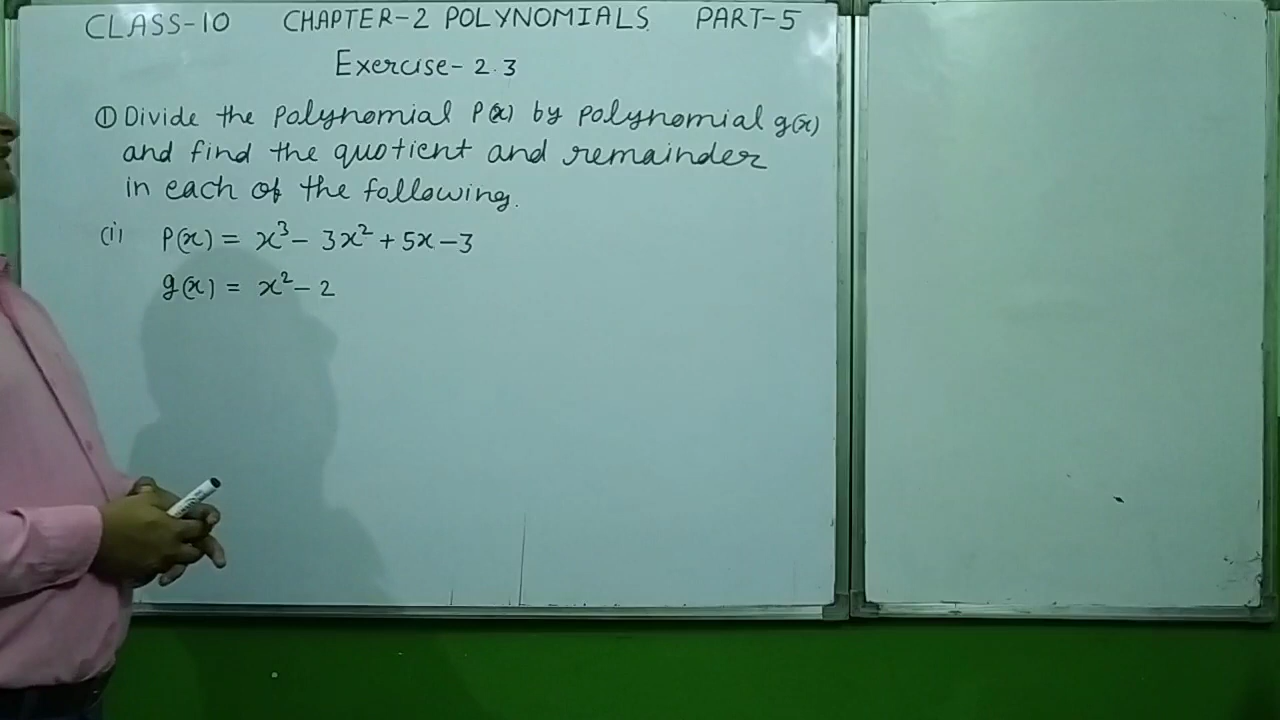 CLASS-10 CHAPTER-2 POLYNOMIALS PART-5
Exercise- 2.3
① Divide the Polynomial P(x) by polynomial g(x)
and find the quotient and remainder
in each of the following.
(i) P(x) = x³ - 3x² + 5x - 3
g(x) = x² - 2